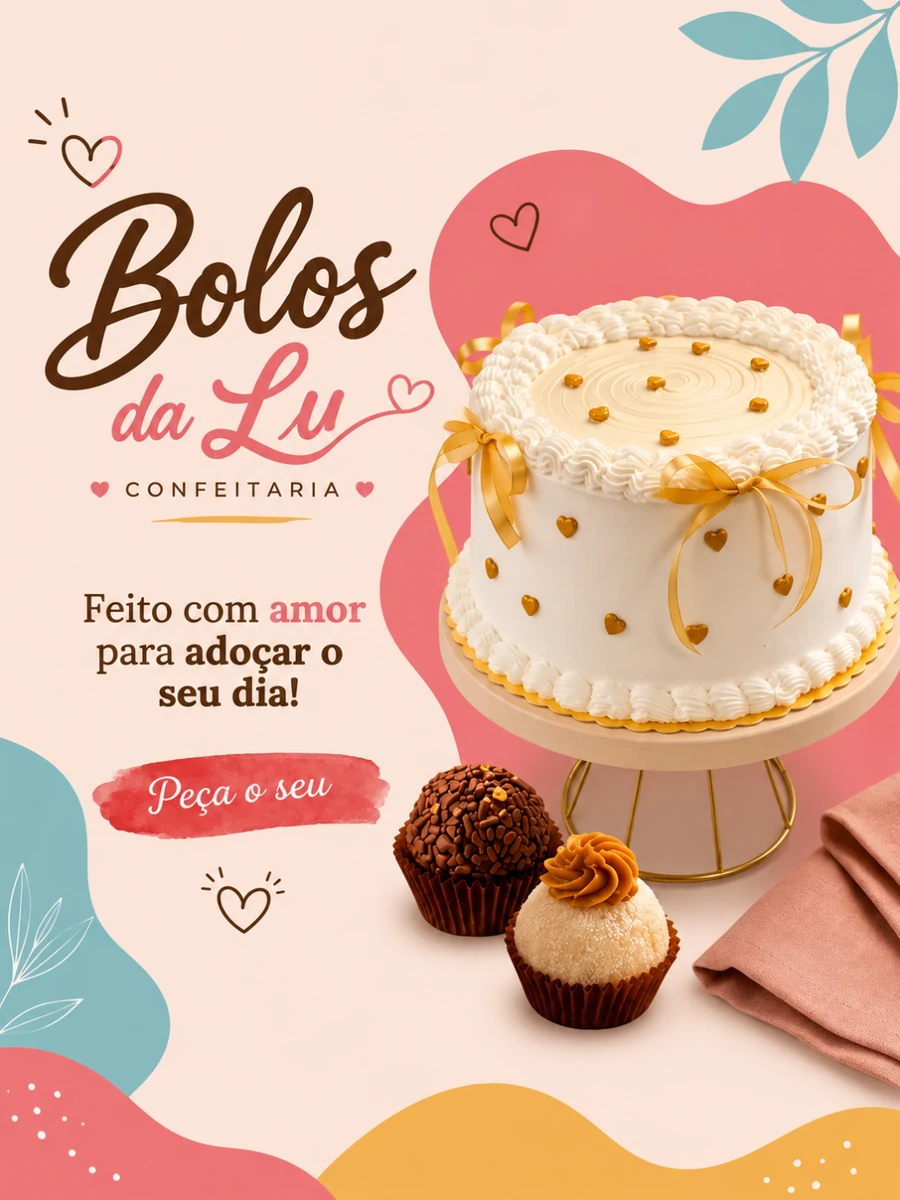 Bolos
da Lu
CONFEITARIA
Feito com amor
para adoçar o
seu dia!
Peça o seu